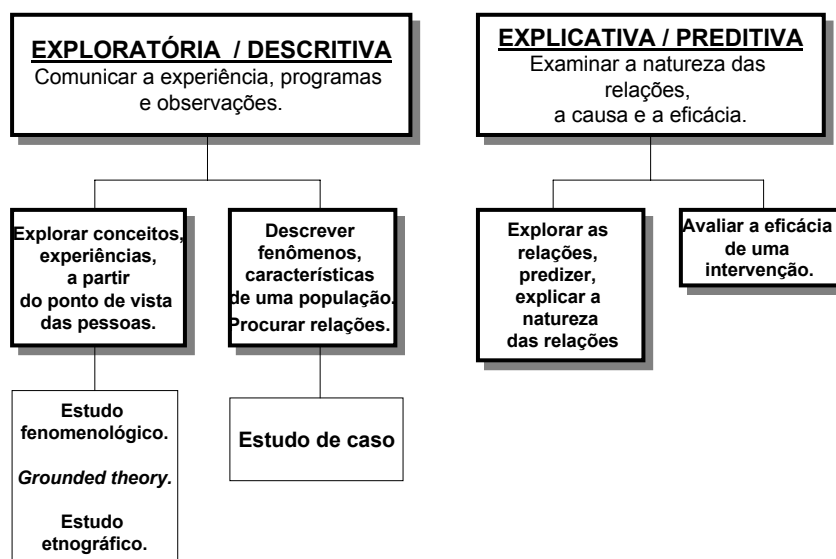 EXPLORATÓRIA / DESCRITIVA
Comunicar a experiência, programas
e observações.
EXPLICATIVA / PREDITIVA
Examinar a natureza das
relações,
a causa e a eficácia.
Explorar conceitos,
experiências,
a partir
do ponto de vista
das pessoas.
Descrever
fenômenos,
características
de uma população.
Procurar relações.
Explorar as
relações,
predizer,
explicar a
natureza
das relações
Avaliar a eficácia
de uma
intervenção.
Estudo
fenomenológico.
Grounded theory.
Estudo
etnográfico.
Estudo de caso